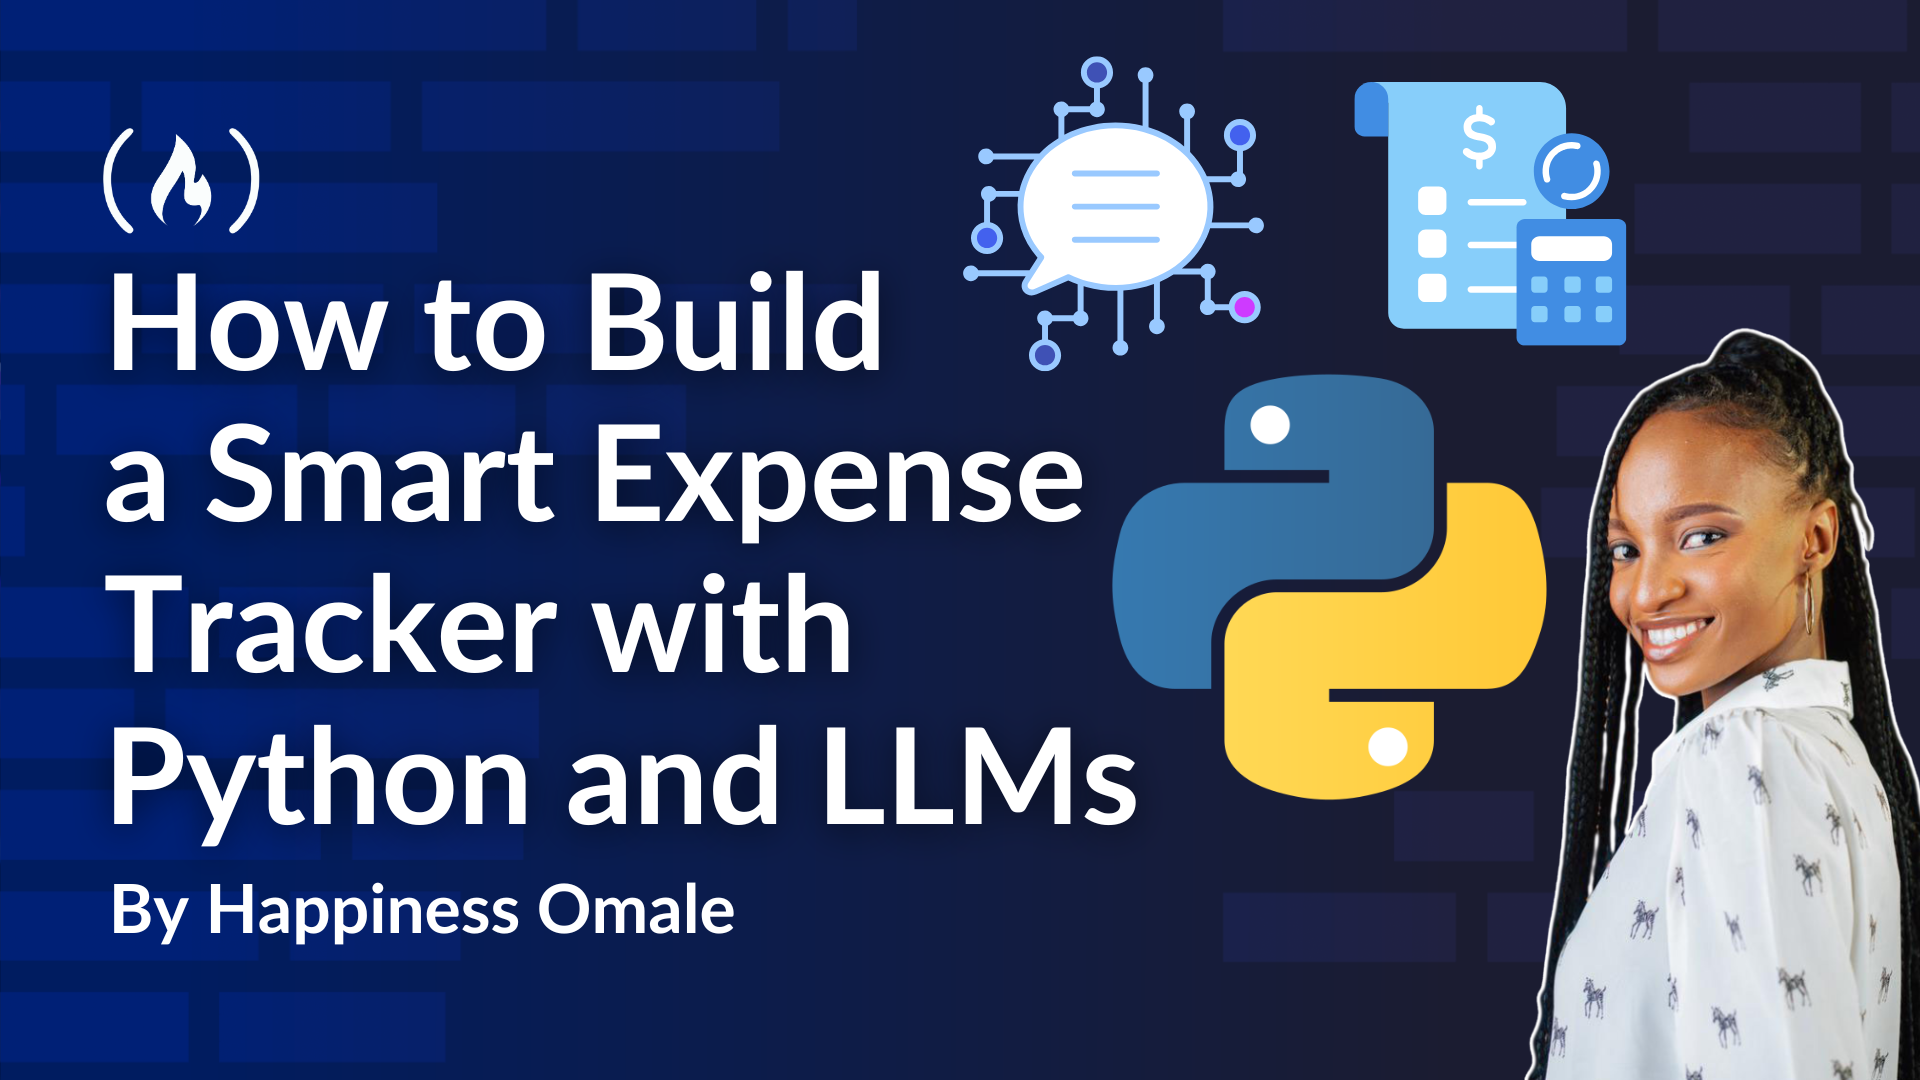 How to Build
a Smart Expense
Tracker with
Python and LLMs
By Happiness Omale
$